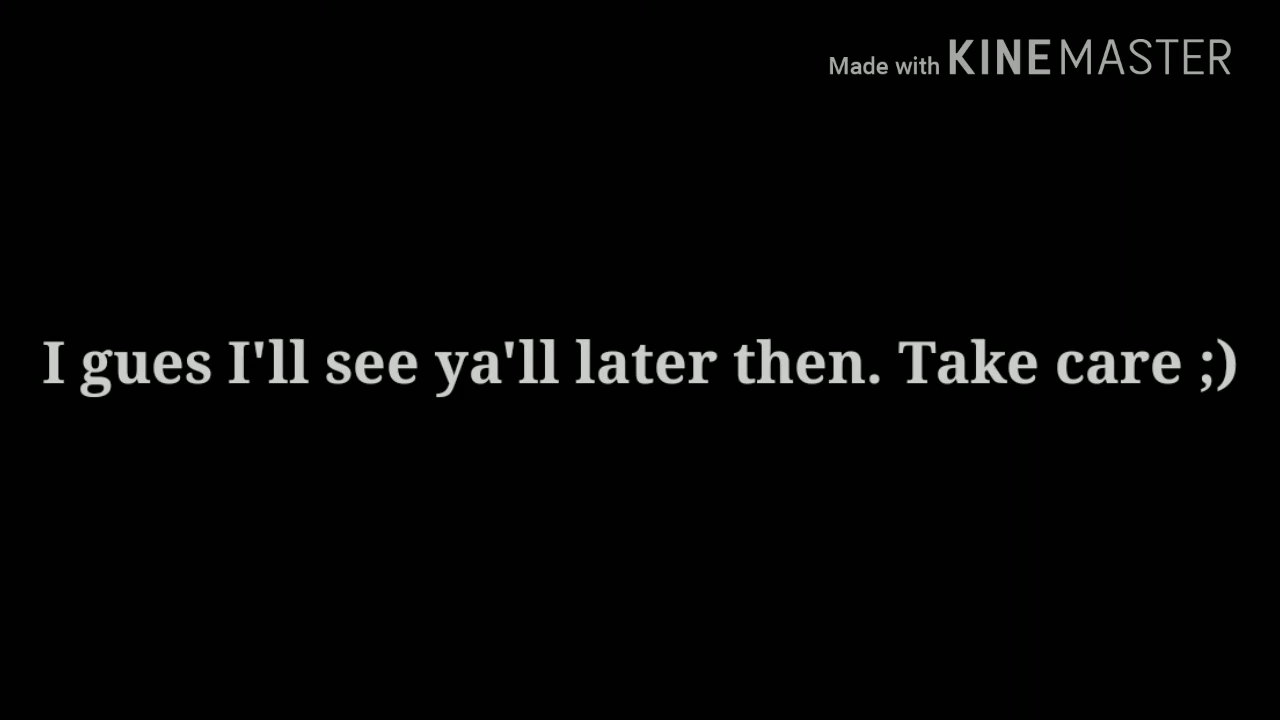 Made with KINEMASTER
I gues I'll see ya'll later then. Take care ;)